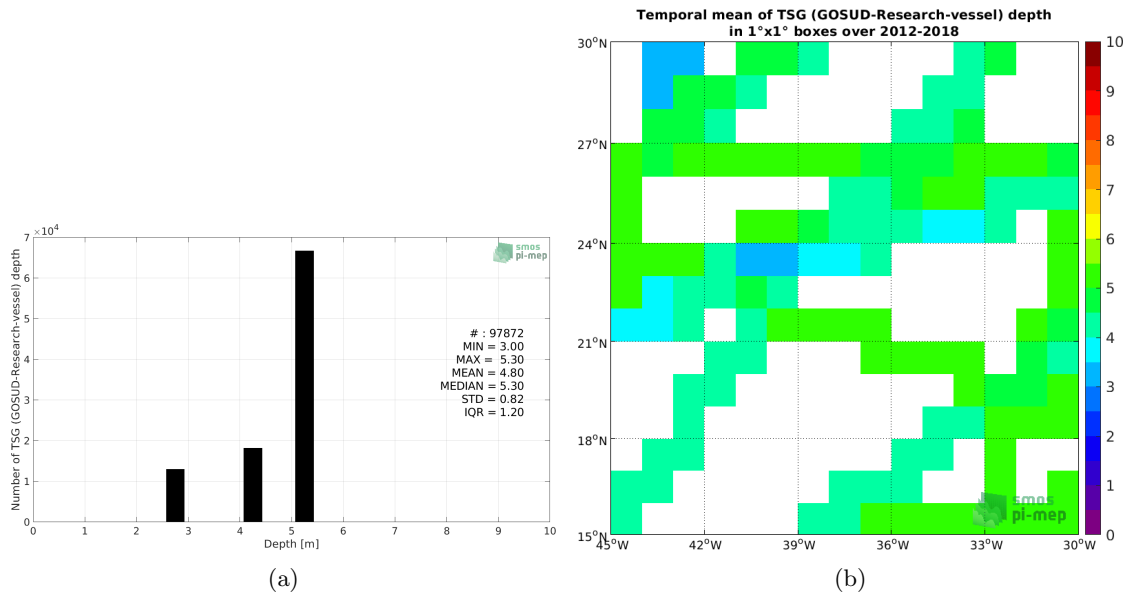 ×10⁴
7
6
5
4
3
2
1
0
Number of TSG (GOSUD-Research-vessel) depth
smos
pi-mep
# : 97872
MIN = 3.00
MAX = 5.30
MEAN = 4.80
MEDIAN = 5.30
STD = 0.82
IQR = 1.20
0 1 2 3 4 5 6 7 8 9 10
Depth [m]
(a)
Temporal mean of TSG (GOSUD-Research-vessel) depth
in 1°x1° boxes over 2012-2018
30°N
27°N
24°N
21°N
18°N
15°N
45°W 42°W 39°W 36°W 33°W 30°W
smos
pi-mep
10
9
8
7
6
5
4
3
2
1
0
(b)